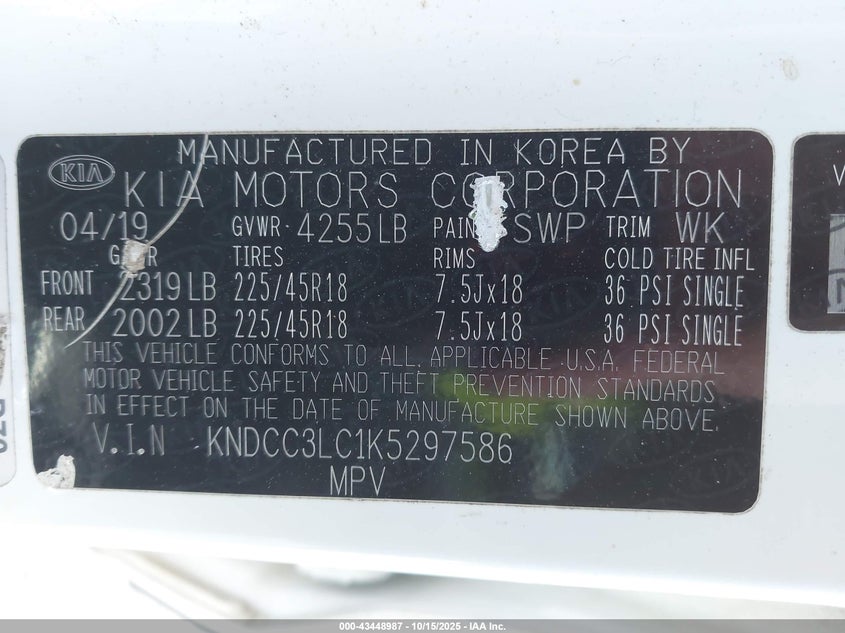 MANUFACTURED IN KOREA BY
KIA KIA MOTORS CORPORATION
04/19 GVWR 4255LB PAIN SWP TRIM WK
TIRES RIMS COLD TIRE INFL
FRONT 2319LB 225/45R18 7.5Jx18 36 PSI SINGLE
REAR 2002LB 225/45R18 7.5Jx18 36 PSI SINGLE
THIS VEHICLE CONFORMS TO ALL APPLICABLE U.S.A. FEDERAL
MOTOR VEHICLE SAFETY AND THEFT PREVENTION STANDARDS
IN EFFECT ON THE DATE OF MANUFACTURE SHOWN ABOVE.
V.I.N KNDCC3LC1K5297586
MPV
000-43448987 - 10/15/2025 - IAA Inc.